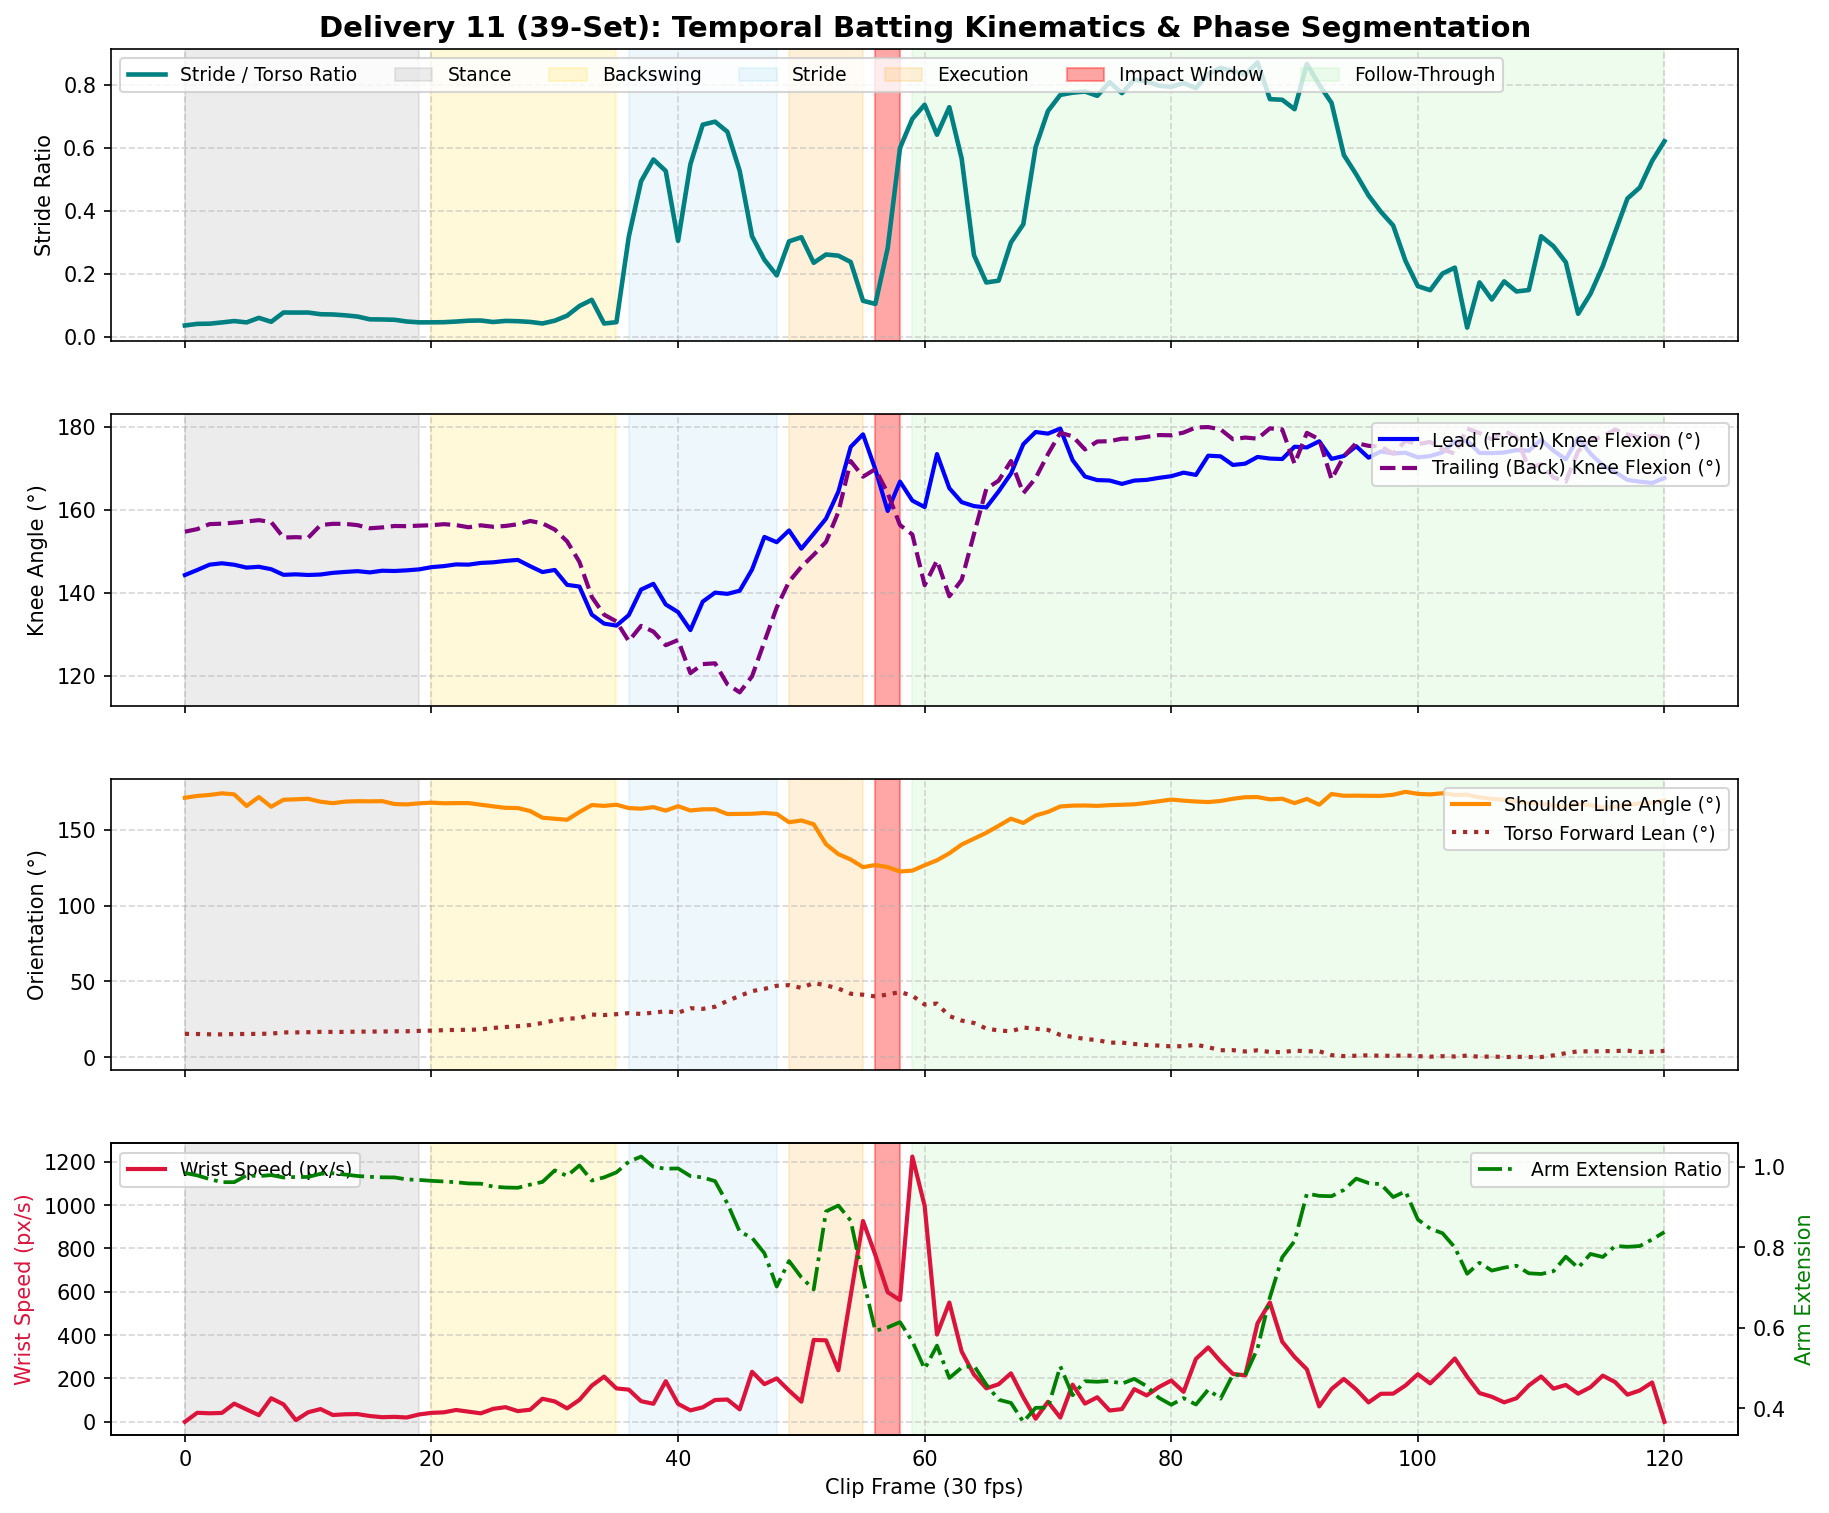 Delivery 11 (39-Set): Temporal Batting Kinematics & Phase Segmentation
Stride / Torso Ratio Stance Backswing Stride Execution Impact Window Follow-Through
Stride Ratio
0.8
0.6
0.4
0.2
0.0
Lead (Front) Knee Flexion (°)
Trailing (Back) Knee Flexion (°)
Knee Angle (°)
180
160
140
120
Shoulder Line Angle (°)
Torso Forward Lean (°)
Orientation (°)
150
100
50
0
Wrist Speed (px/s)
Arm Extension Ratio
Wrist Speed (px/s)
1200
1000
800
600
400
200
0
1.0
0.8
0.6
0.4
Arm Extension
0 20 40 60 80 100 120
Clip Frame (30 fps)